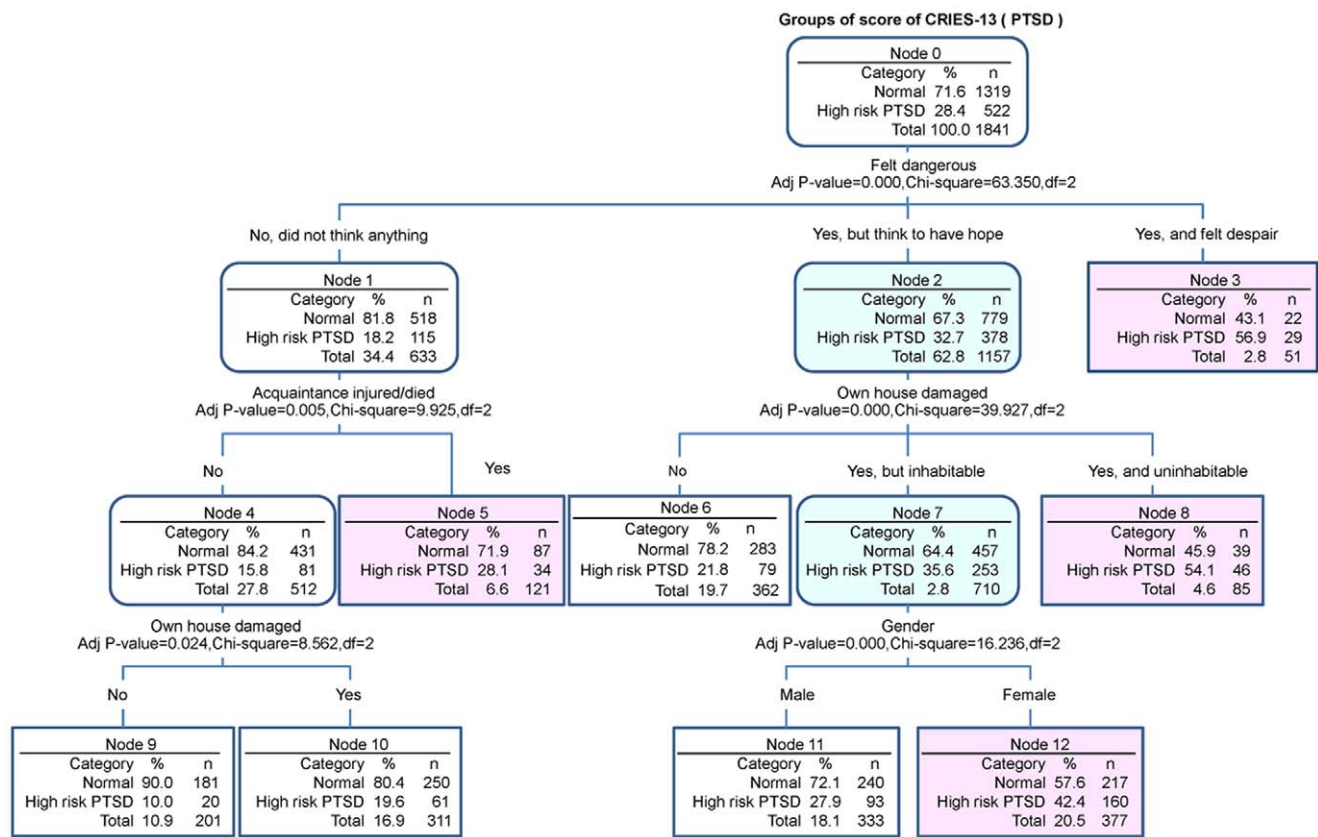 Groups of score of CRIES-13 ( PTSD )
Node 0
Category % n
Normal 71.6 1319
High risk PTSD 28.4 522
Total 100.0 1841
Felt dangerous
Adj P-value=0.000,Chi-square=63.350,df=2
No, did not think anything
Yes, but think to have hope
Yes, and felt despair
Node 1
Category % n
Normal 81.8 518
High risk PTSD 18.2 115
Total 34.4 633
Node 2
Category % n
Normal 67.3 779
High risk PTSD 32.7 378
Total 62.8 1157
Node 3
Category % n
Normal 43.1 22
High risk PTSD 56.9 29
Total 2.8 51
Acquaintance injured/died
Adj P-value=0.005,Chi-square=9.925,df=2
Own house damaged
Adj P-value=0.000,Chi-square=39.927,df=2
No
Yes
No
Yes, but inhabitable
Yes, and uninhabitable
Node 4
Category % n
Normal 84.2 431
High risk PTSD 15.8 81
Total 27.8 512
Node 5
Category % n
Normal 71.9 87
High risk PTSD 28.1 34
Total 6.6 121
Node 6
Category % n
Normal 78.2 283
High risk PTSD 21.8 79
Total 19.7 362
Node 7
Category % n
Normal 64.4 457
High risk PTSD 35.6 253
Total 2.8 710
Node 8
Category % n
Normal 45.9 39
High risk PTSD 54.1 46
Total 4.6 85
Own house damaged
Adj P-value=0.024,Chi-square=8.562,df=2
Gender
Adj P-value=0.000,Chi-square=16.236,df=2
No
Yes
Male
Female
Node 9
Category % n
Normal 90.0 181
High risk PTSD 10.0 20
Total 10.9 201
Node 10
Category % n
Normal 80.4 250
High risk PTSD 19.6 61
Total 16.9 311
Node 11
Category % n
Normal 72.1 240
High risk PTSD 27.9 93
Total 18.1 333
Node 12
Category % n
Normal 57.6 217
High risk PTSD 42.4 160
Total 20.5 377